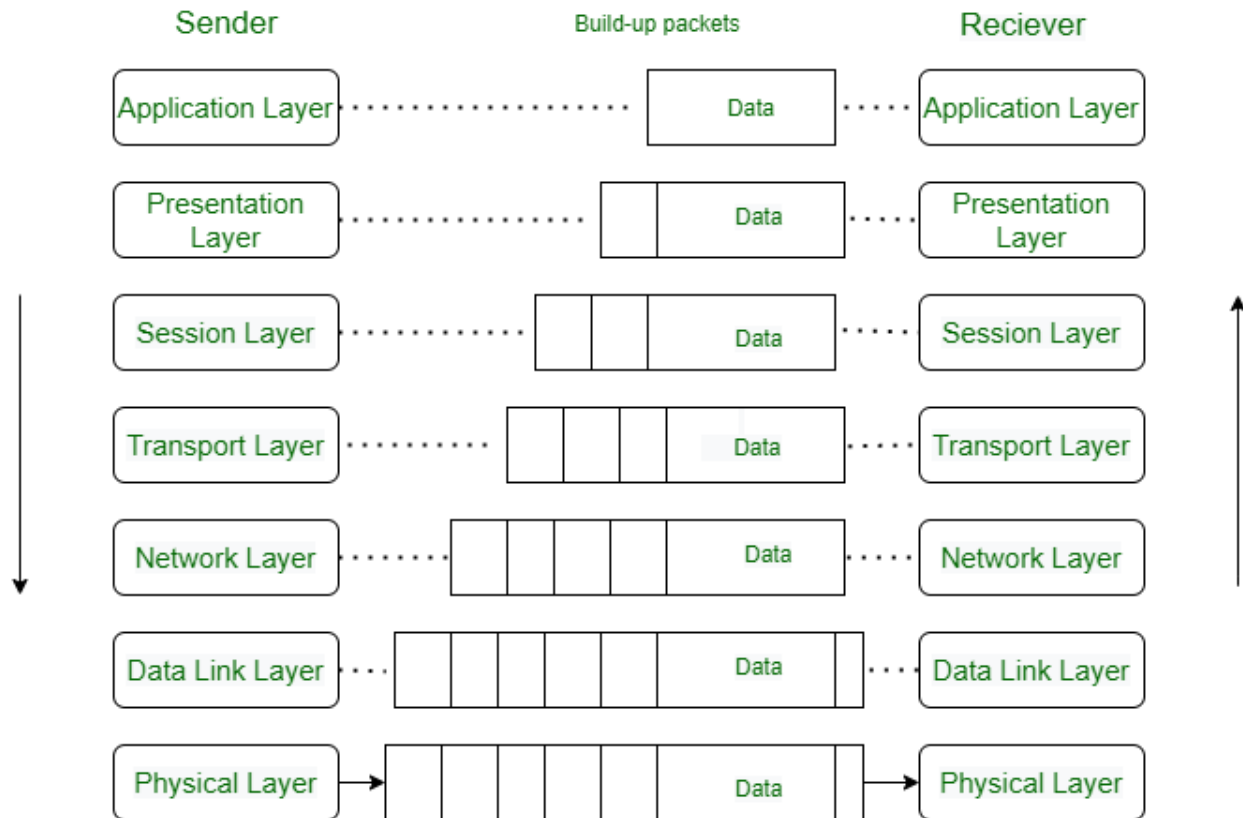 Sender
Build-up packets
Reciever
Application Layer
Data
Application Layer
Presentation
Layer
Data
Presentation
Layer
Session Layer
Data
Session Layer
Transport Layer
Data
Transport Layer
Network Layer
Data
Network Layer
Data Link Layer
Data
Data Link Layer
Physical Layer
Data
Physical Layer